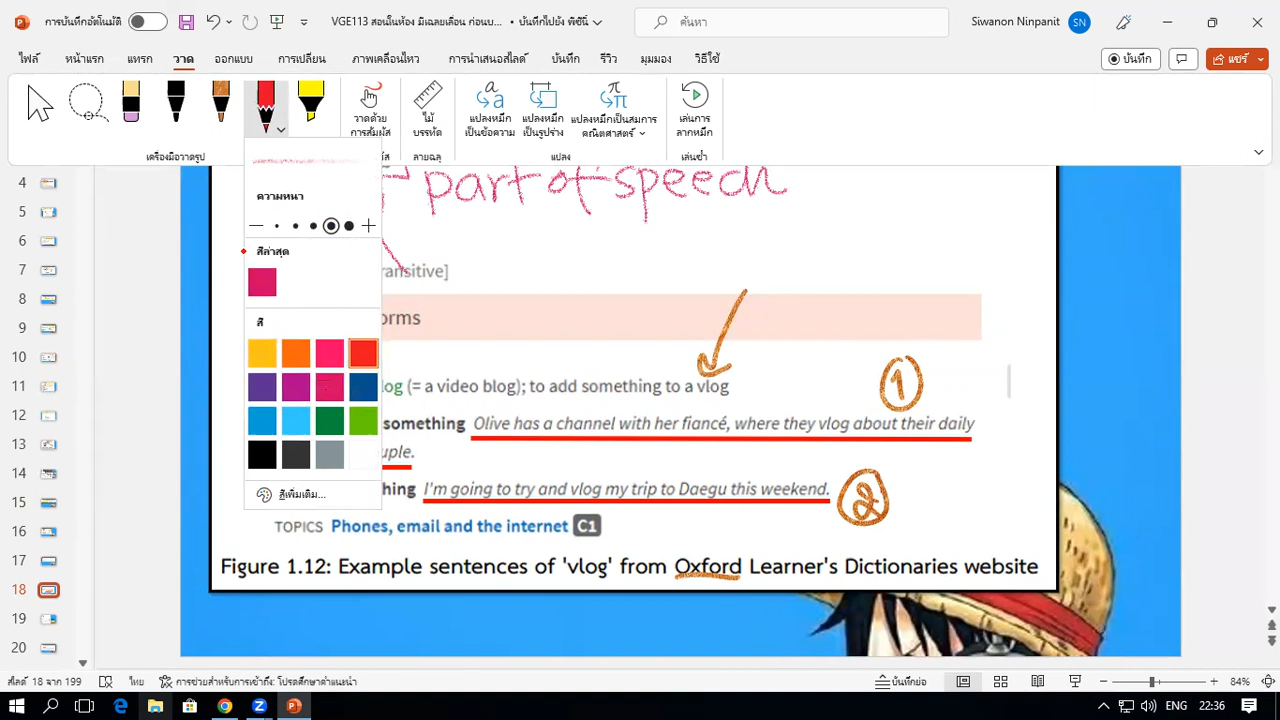 การบันทึกอัตโนมัติ
VGE113 สอนในห้อง มีเฉลยเลือน ก่อนบ... • บันทึกไปยัง พีซีนี้
ค้นหา
Siwanon Ninpanit
SN
ไฟล์ หน้าแรก แทรก วาด ออกแบบ การเปลี่ยน ภาพเคลื่อนไหว การนำเสนอสไลด์ บันทึก รีวิว มุมมอง วิธีใช้
บันทึก
แชร์
วาดด้วย
การสัมผัส
ไม้
บรรทัด
แปลงหมึก
เป็นข้อความ
แปลงหมึก
เป็นรูปร่าง
แปลงหมึกเป็นสมการ
คณิตศาสตร์
เล่นการ
ลากหมึก
เครื่องมือวาดรูป
ลายฉลุ
แปลง
เล่นซ้ำ
ความหนา
สีล่าสุด
สี
สีเพิ่มเติม...
4
5
6
7
8
9
10
11
12
13
14
15
16
17
18
19
20
part of speech
ransitive]
orms
log (= a video blog); to add something to a vlog
1
something Olive has a channel with her fiancé, where they vlog about their daily
uple.
hing I'm going to try and vlog my trip to Daegu this weekend.
2
TOPICS Phones, email and the internet C1
Figure 1.12: Example sentences of 'vlog' from Oxford Learner's Dictionaries website
สไลด์ 18 จาก 199
ไทย
การช่วยสำหรับการเข้าถึง: โปรดศึกษาคำแนะนำ
บันทึกย่อ
84%
ENG
22:36